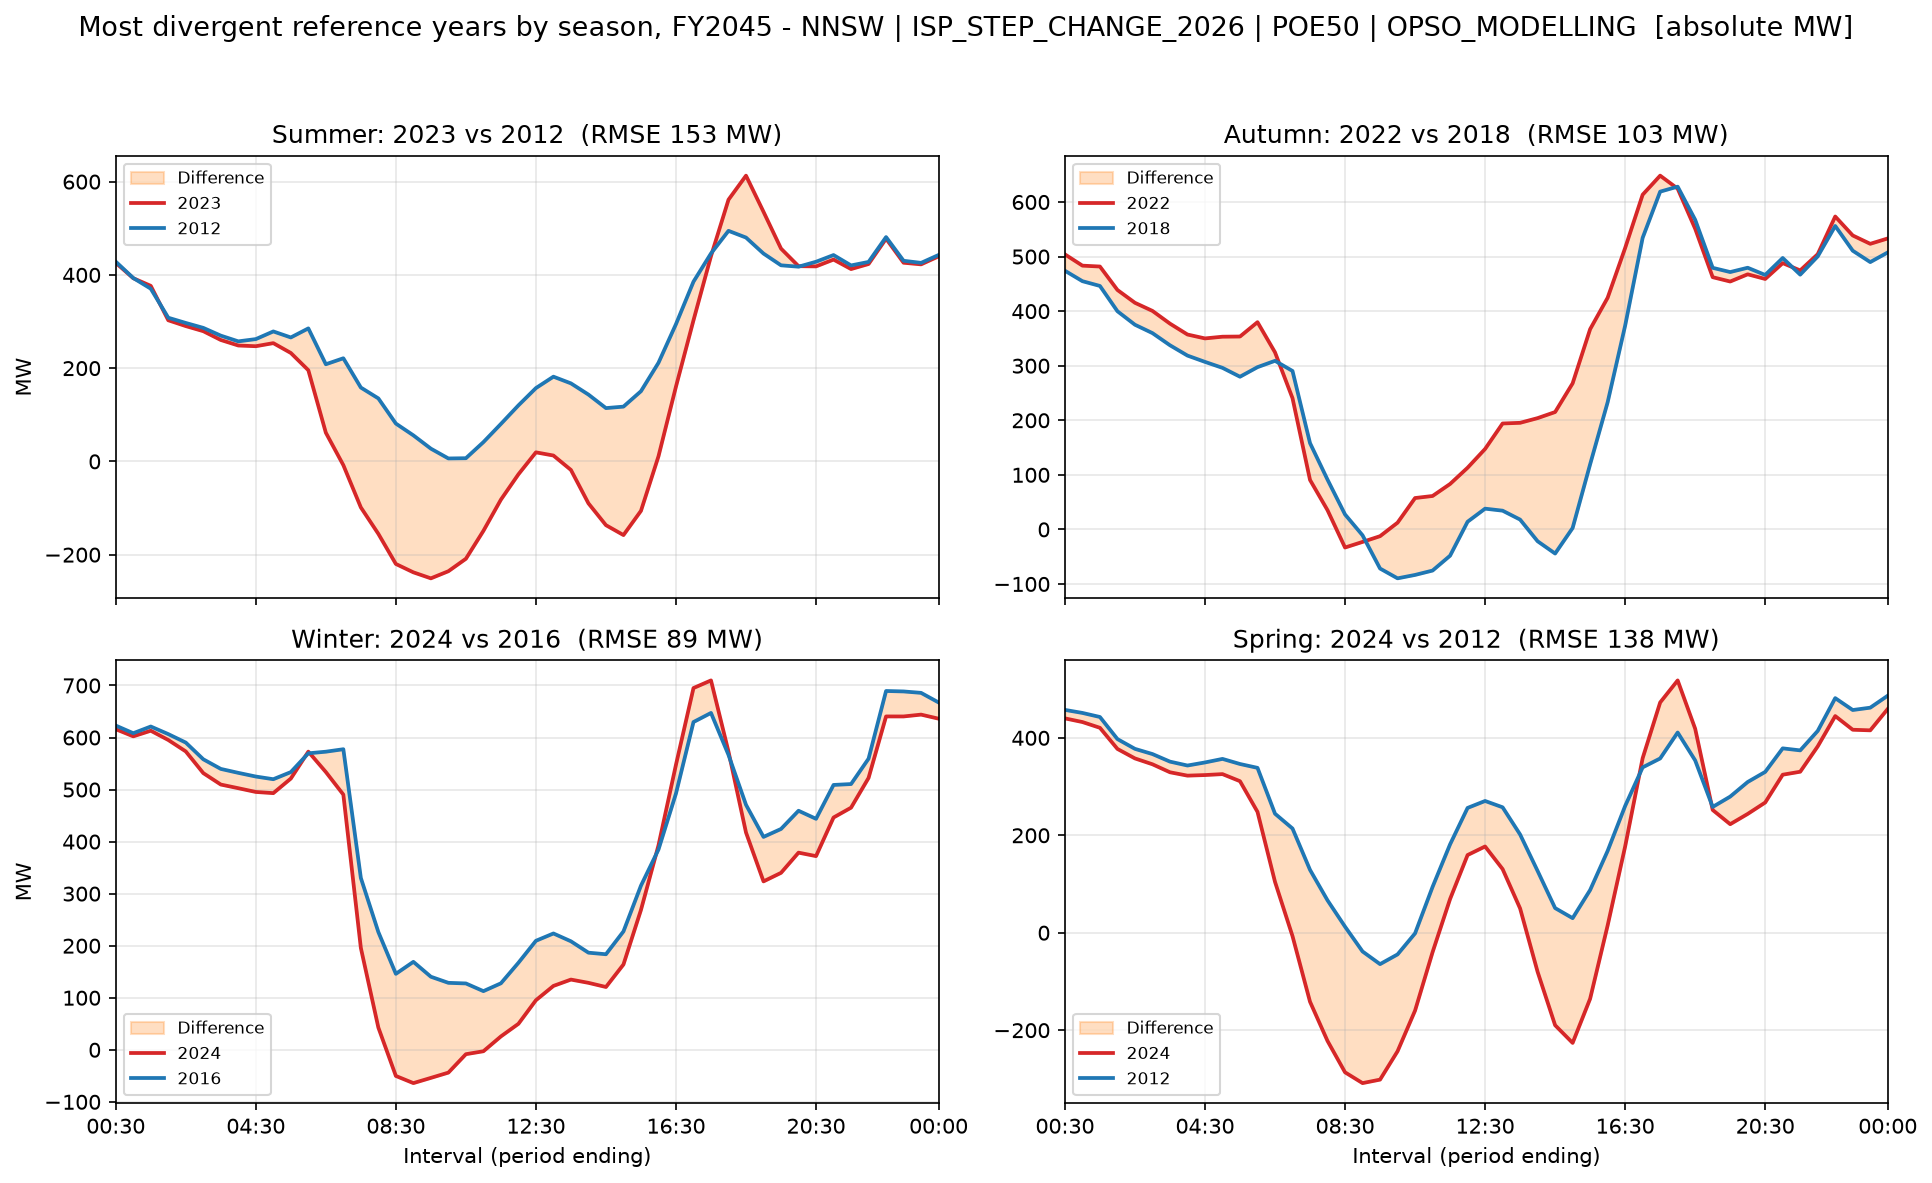 Most divergent reference years by season, FY2045 - NNSW | ISP_STEP_CHANGE_2026 | POE50 | OPSO_MODELLING  [absolute MW]
Summer: 2023 vs 2012  (RMSE 153 MW)
Difference
2023
2012
600
400
200
0
−200
MW
Autumn: 2022 vs 2018  (RMSE 103 MW)
Difference
2022
2018
600
500
400
300
200
100
0
−100
Winter: 2024 vs 2016  (RMSE 89 MW)
700
600
500
400
300
200
100
0
−100
MW
Difference
2024
2016
00:30 04:30 08:30 12:30 16:30 20:30 00:00
Interval (period ending)
Spring: 2024 vs 2012  (RMSE 138 MW)
400
200
0
−200
Difference
2024
2012
00:30 04:30 08:30 12:30 16:30 20:30 00:00
Interval (period ending)